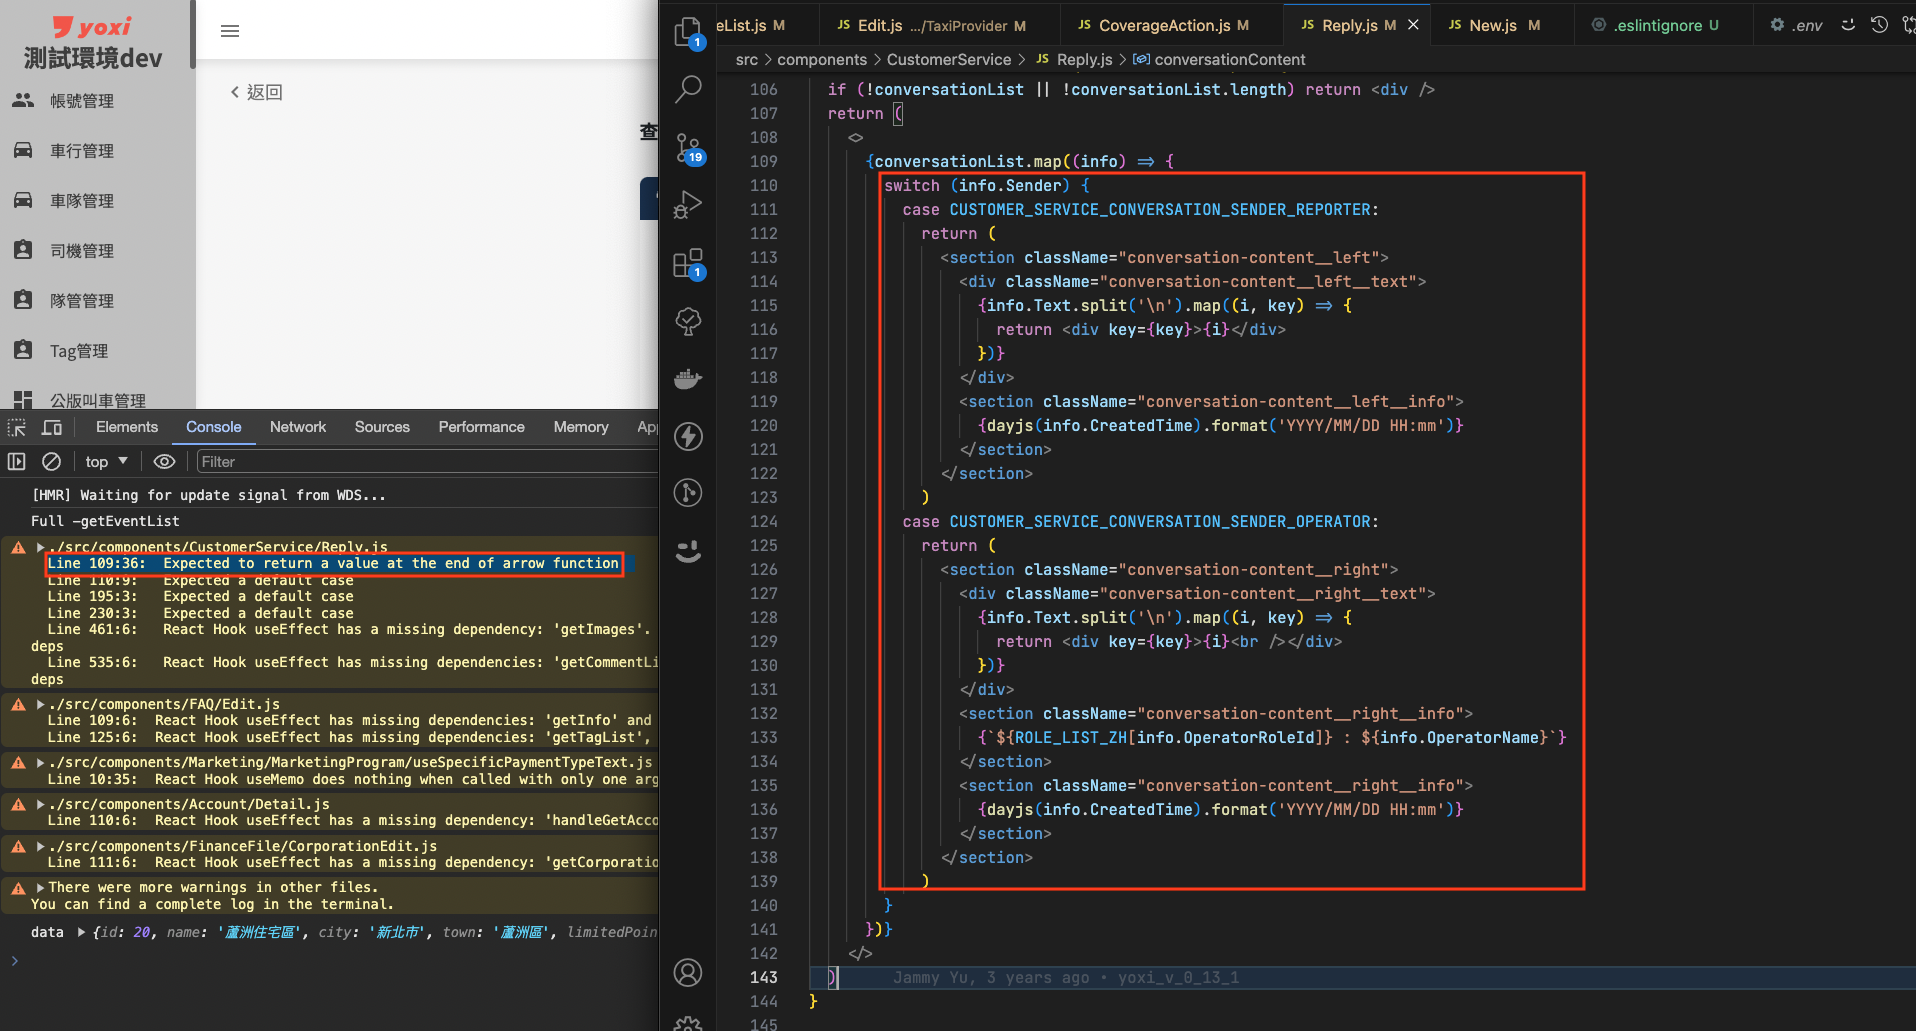 yoxi
測試環境dev
帳號管理
車行管理
車隊管理
司機管理
隊管管理
Tag管理
公版叫車管理
返回
查
Elements Console Network Sources Performance Memory App
top ▼ Filter
[HMR] Waiting for update signal from WDS...
Full -getEventList
./src/components/CustomerService/Reply.js
Line 109:36: Expected to return a value at the end of arrow function
Line 110:9: Expected a default case
Line 195:3: Expected a default case
Line 230:3: Expected a default case
Line 461:6: React Hook useEffect has a missing dependency: 'getImages'.
deps
Line 535:6: React Hook useEffect has missing dependencies: 'getCommentLi
deps
./src/components/FAQ/Edit.js
Line 109:6: React Hook useEffect has missing dependencies: 'getInfo' and
Line 125:6: React Hook useEffect has missing dependencies: 'getTagList',
./src/components/Marketing/MarketingProgram/useSpecificPaymentTypeText.js
Line 10:35: React Hook useMemo does nothing when called with only one arg
./src/components/Account/Detail.js
Line 110:6: React Hook useEffect has a missing dependency: 'handleGetAcco
./src/components/FinanceFile/CorporationEdit.js
Line 111:6: React Hook useEffect has a missing dependency: 'getCorporatio
There were more warnings in other files.
You can find a complete log in the terminal.
data ▶ {id: 20, name: '蘆洲住宅區', city: '新北市', town: '蘆洲區', limitedPoin
>
1
19
1
eList.js M JS Edit.js .../TaxiProvider M JS CoverageAction.js M JS Reply.js M × JS New.js M .eslintignore U .env
src > components > CustomerService > JS Reply.js > conversationContent
106 if (!conversationList || !conversationList.length) return <div />
107 return (
108 <>
109 {conversationList.map((info) => {
110 switch (info.Sender) {
111 case CUSTOMER_SERVICE_CONVERSATION_SENDER_REPORTER:
112 return (
113 <section className="conversation-content__left">
114 <div className="conversation-content__left__text">
115 {info.Text.split('\n').map((i, key) => {
116 return <div key={key}>{i}</div>
117 })}
118 </div>
119 <section className="conversation-content__left__info">
120 {dayjs(info.CreatedTime).format('YYYY/MM/DD HH:mm')}
121 </section>
122 </section>
123 )
124 case CUSTOMER_SERVICE_CONVERSATION_SENDER_OPERATOR:
125 return (
126 <section className="conversation-content__right">
127 <div className="conversation-content__right__text">
128 {info.Text.split('\n').map((i, key) => {
129 return <div key={key}>{i}<br /></div>
130 })}
131 </div>
132 <section className="conversation-content__right__info">
133 {`${ROLE_LIST_ZH[info.OperatorRoleId]} : ${info.OperatorName}`}
134 </section>
135 <section className="conversation-content__right__info">
136 {dayjs(info.CreatedTime).format('YYYY/MM/DD HH:mm')}
137 </section>
138 </section>
139 )
140 }
141 })}
142 </>
143 ) Jammy Yu, 3 years ago • yoxi_v_0_13_1
144 }
145